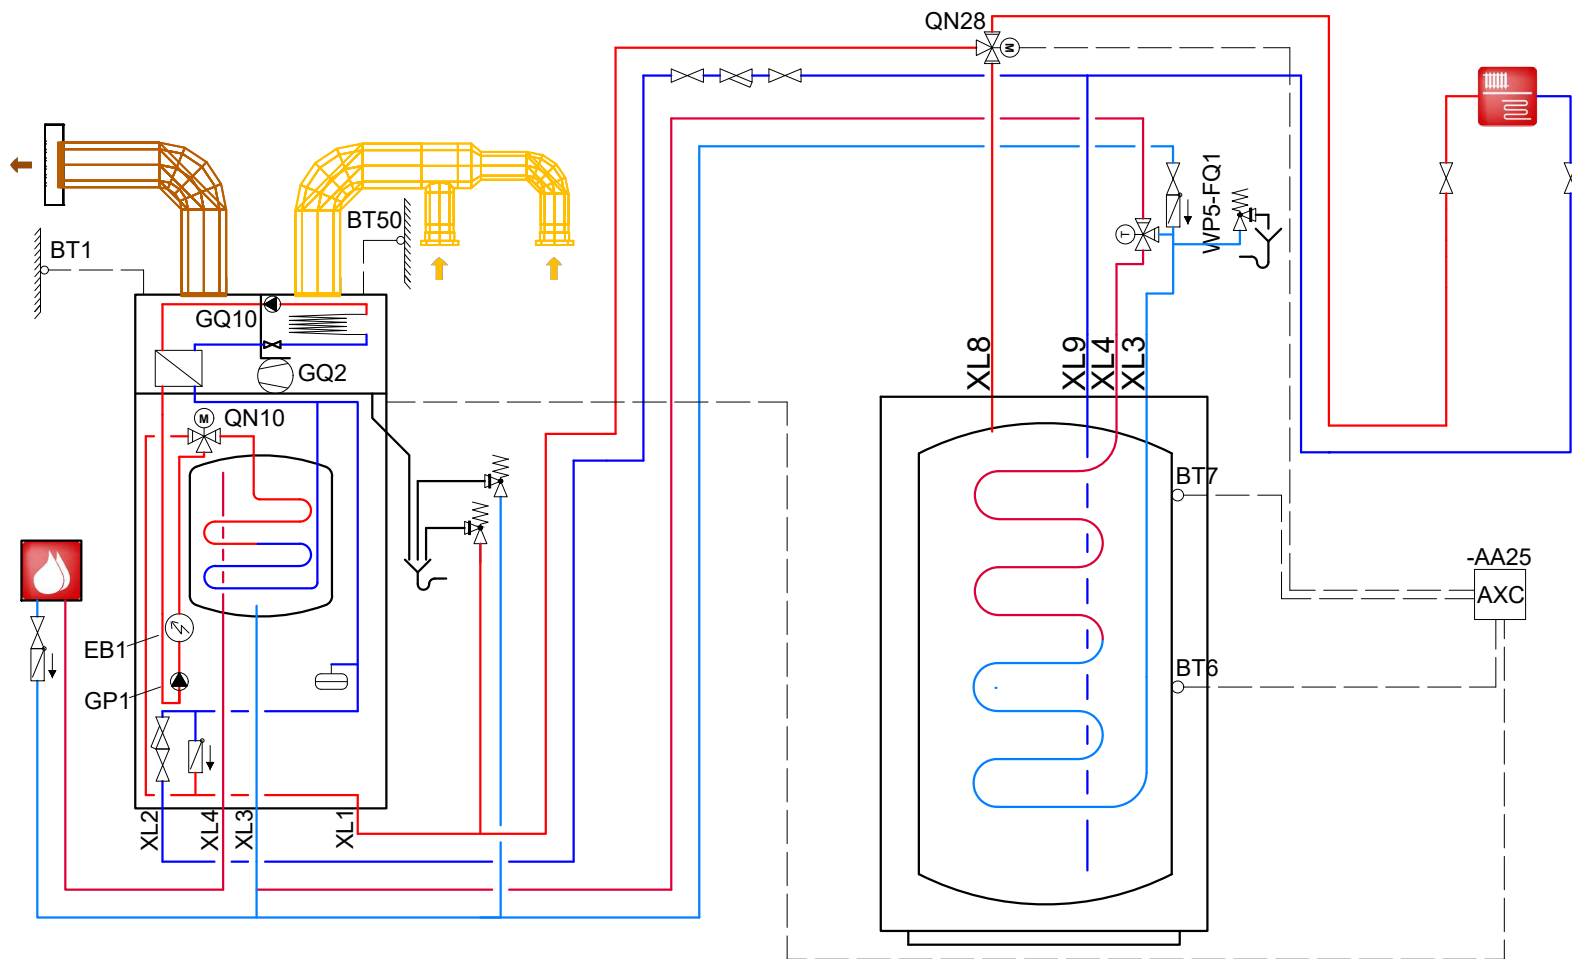 QN28
M
WP5-FQ1
BT50
BT1
T
GQ10
XL8
XL9
XL4
XL3
GQ2
M
QN10
BT7
-AA25
AXC
EB1
BT6
GP1
XL2
XL4
XL3
XL1